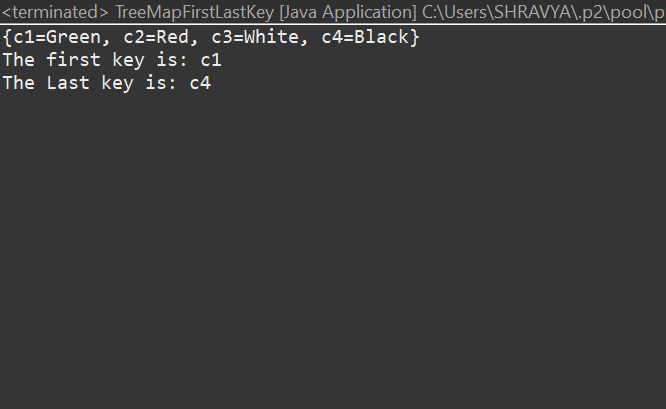 <terminated> TreeMapFirstLastKey [Java Application] C:\Users\SHRAVYA\.p2\pool\p
{c1=Green, c2=Red, c3=White, c4=Black}
The first key is: c1
The Last key is: c4